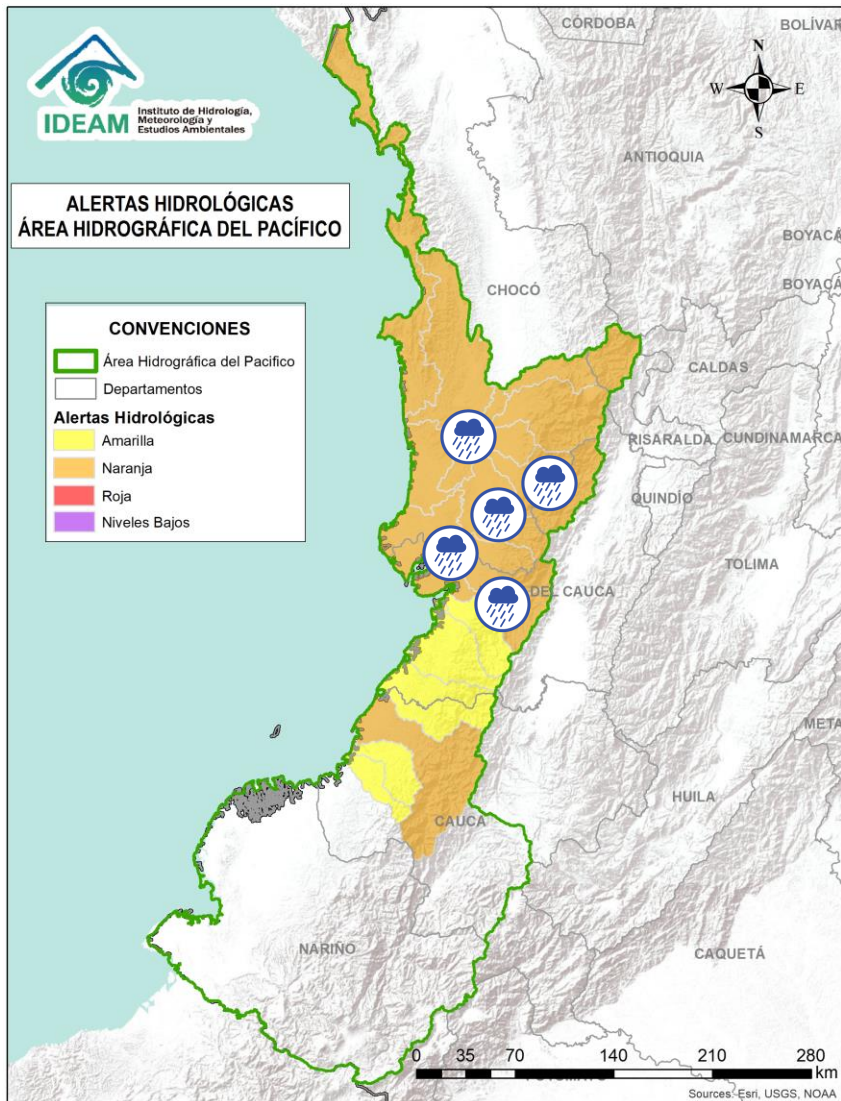 CÓRDOBA
BOLÍVAR
N
W
E
S
IDEAM
Instituto de Hidrología,
Meteorología y
Estudios Ambientales
ANTIOQUIA
ALERTAS HIDROLÓGICAS
ÁREA HIDROGRÁFICA DEL PACÍFICO
BOYACÁ
BOYACÁ
CHOCÓ
CONVENCIONES
Área Hidrográfica del Pacifico
Departamentos
Alertas Hidrológicas
Amarilla
Naranja
Roja
Niveles Bajos
CALDAS
RISARALDA
CUNDINAMARCA
QUINDÍO
TOLIMA
DEL CAUCA
META
HUILA
CAUCA
NARIÑO
CAQUETÁ
0 35 70 140 210 280
km
Sources: Esri, USGS, NOAA